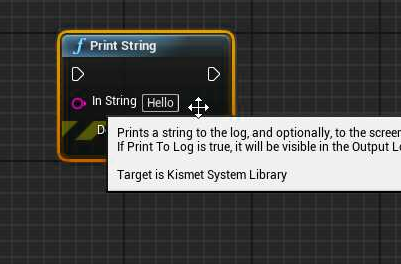 Print String
In String Hello
D
Prints a string to the log, and optionally, to the screen
If Print To Log is true, it will be visible in the Output Lo
Target is Kismet System Library